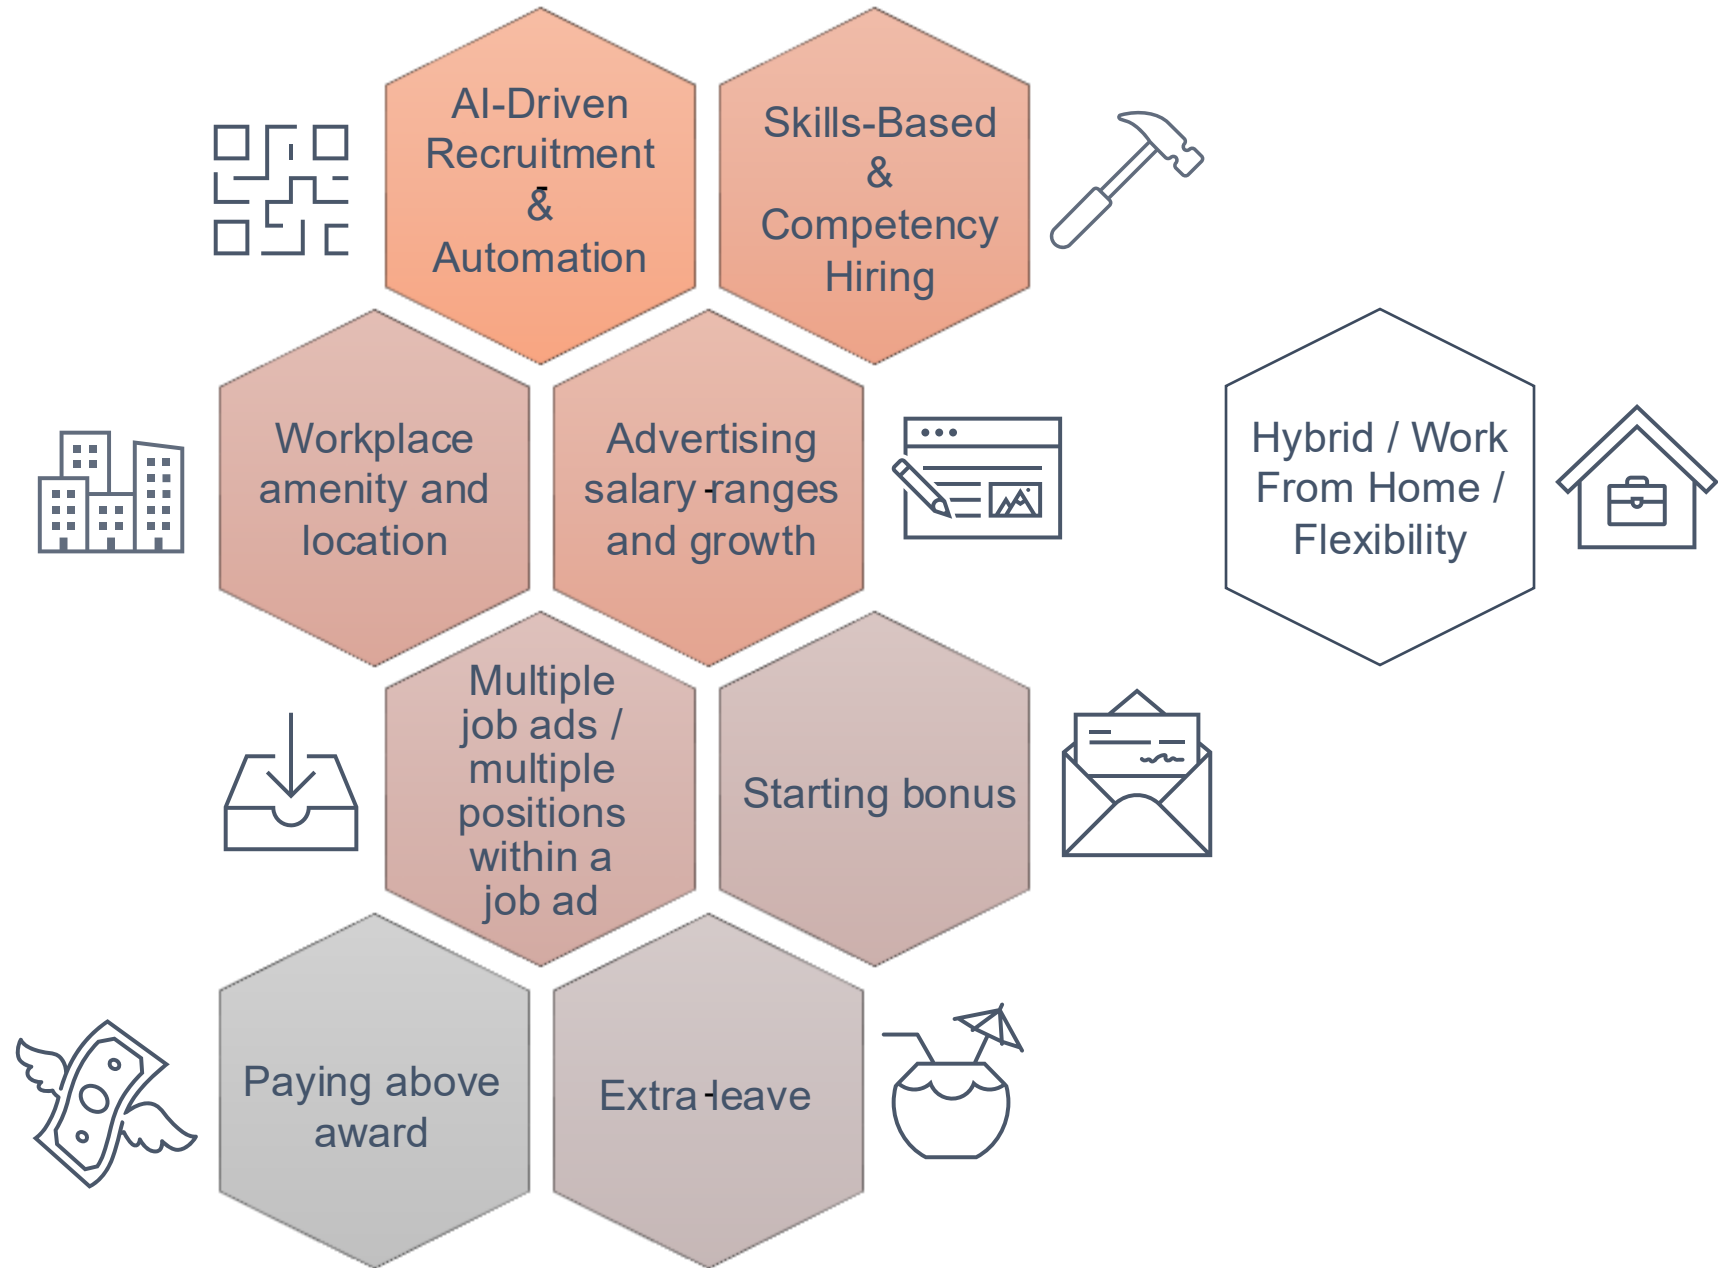 AI-Driven
Recruitment
&
Automation
Skills-Based
&
Competency
Hiring
Workplace
amenity and
location
Advertising
salary -ranges
and growth
Hybrid / Work
From Home /
Flexibility
Multiple
job ads /
multiple
positions
within a
job ad
Starting bonus
Paying above
award
Extra-leave